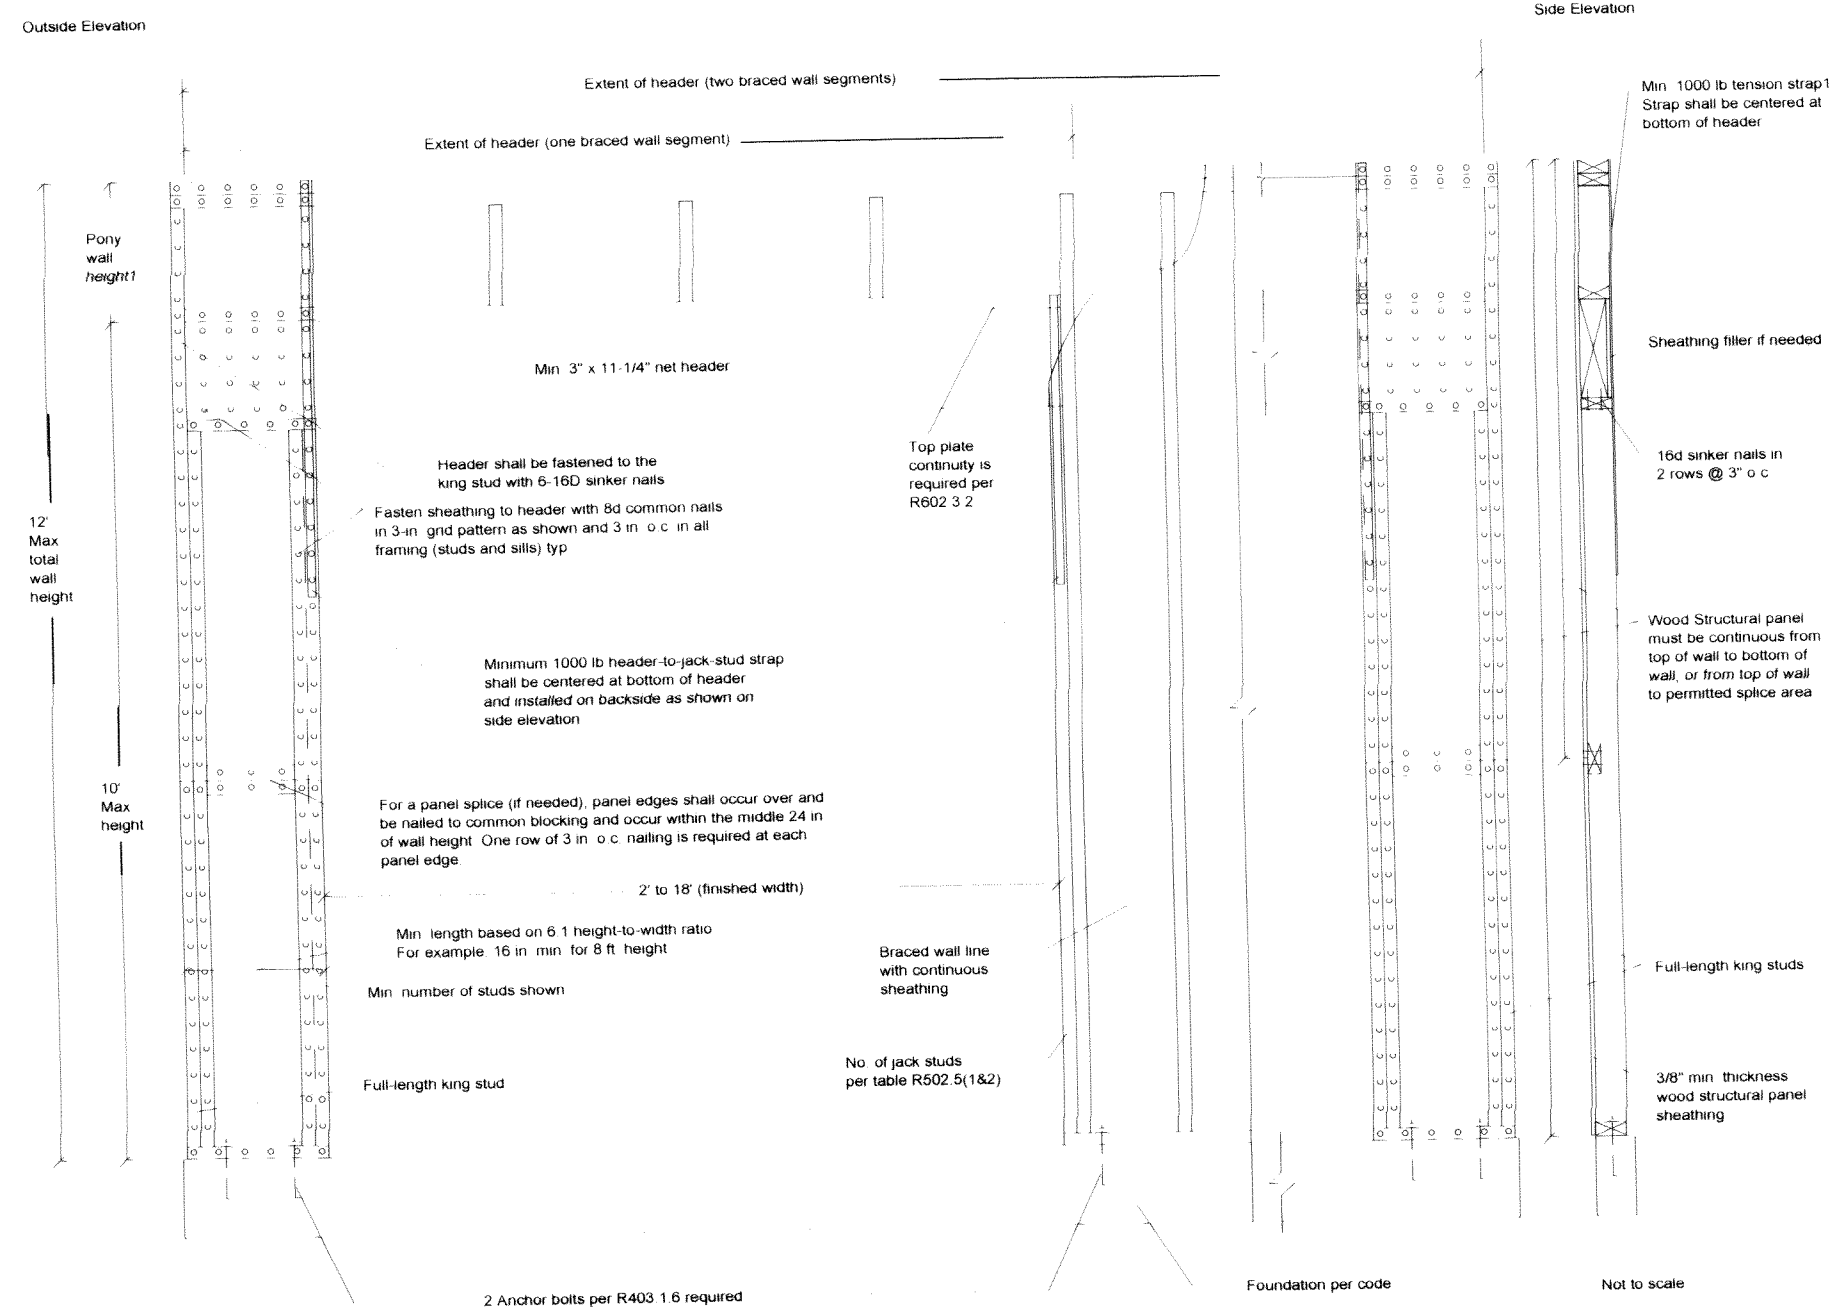 Outside Elevation
Side Elevation
Extent of header (two braced wall segments)
Extent of header (one braced wall segment)
Min 1000 lb tension strap1
Strap shall be centered at
bottom of header
Pony
wall
height1
Min 3" x 11-1/4" net header
Sheathing filler if needed
Header shall be fastened to the
king stud with 6-16D sinker nails
Top plate
continuity is
required per
R602 3 2
16d sinker nails in
2 rows @ 3" o c
Fasten sheathing to header with 8d common nails
in 3-in grid pattern as shown and 3 in o.c in all
framing (studs and sills) typ
12'
Max
total
wall
height
Minimum 1000 lb header-to-jack-stud strap
shall be centered at bottom of header
and installed on backside as shown on
side elevation
Wood Structural panel
must be continuous from
top of wall to bottom of
wall, or from top of wall
to permitted splice area
10'
Max
height
For a panel splice (if needed), panel edges shall occur over and
be nailed to common blocking and occur within the middle 24 in
of wall height One row of 3 in o.c. nailing is required at each
panel edge.
2' to 18' (finished width)
Min length based on 6.1 height-to-width ratio
For example. 16 in min for 8 ft height
Braced wall line
with continuous
sheathing
Full-length king studs
Min number of studs shown
No. of jack studs
per table R502.5(1&2)
Full-length king stud
3/8" min thickness
wood structural panel
sheathing
2 Anchor bolts per R403.1.6 required
Foundation per code
Not to scale